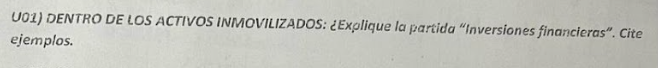 U01) DENTRO DE LOS ACTIVOS INMOVILIZADOS: ¿Explique la partida “Inversiones financieras”. Cite
ejemplos.